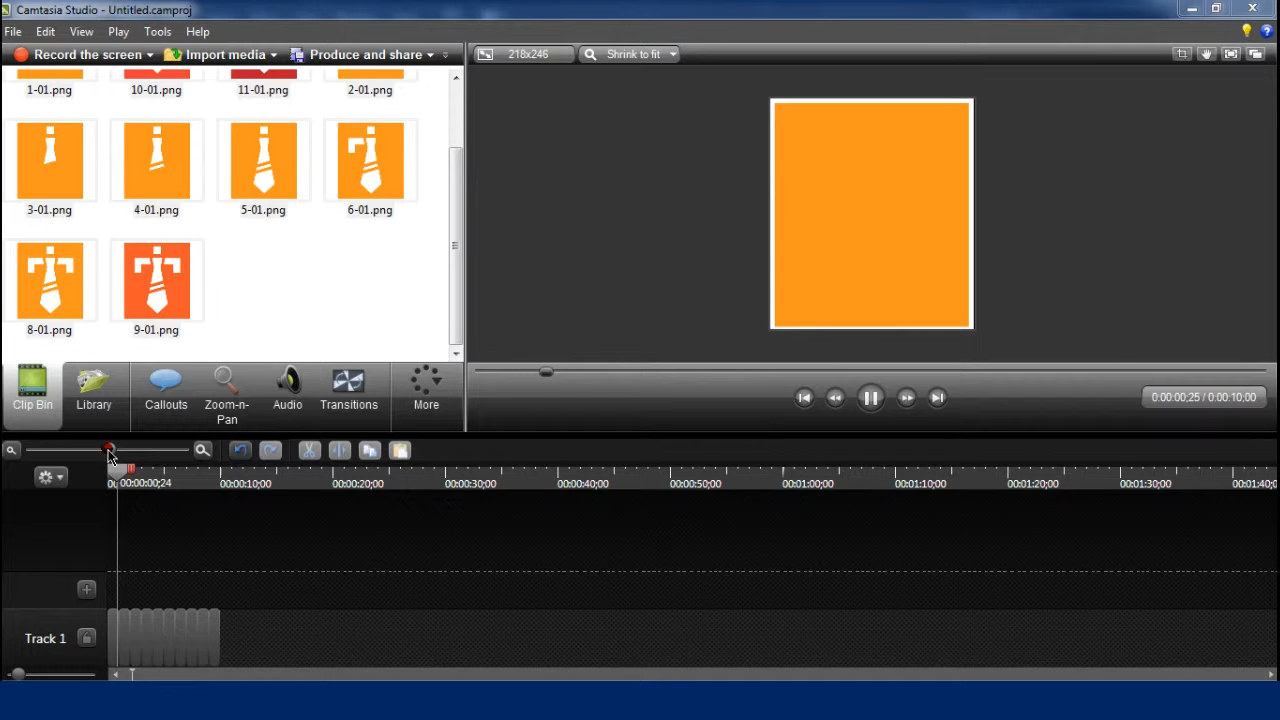 Camtasia Studio - Untitled.camproj
File Edit View Play Tools Help
Record the screen Import media Produce and share
218x246 Shrink to fit
1-01.png 10-01.png 11-01.png 2-01.png
3-01.png 4-01.png 5-01.png 6-01.png
8-01.png 9-01.png
Clip Bin Library Callouts Zoom-n-Pan Audio Transitions More
0:00:00,25 / 0:00:10,00
00:00:00;24 00:00:10;00 00:00:20;00 00:00:30;00 00:00:40;00 00:00:50;00 00:01:00;00 00:01:10;00 00:01:20;00 00:01:30;00 00:01:40;0
Track 1